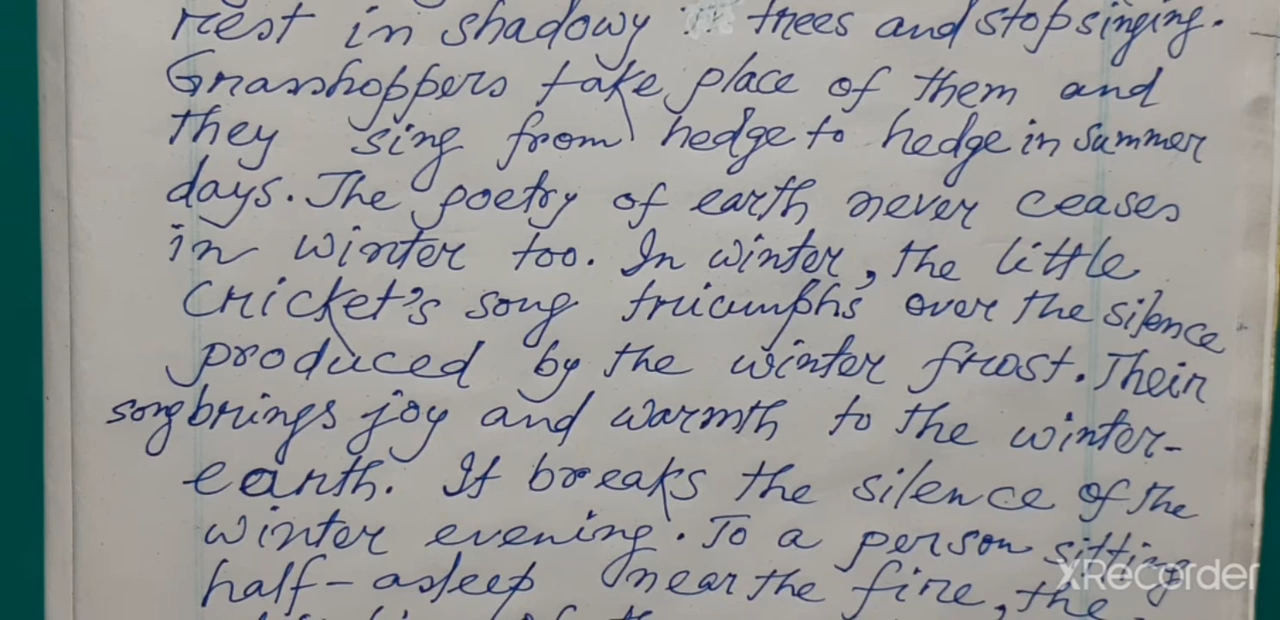 rest in shadowy trees and stop singing.
Grasshoppers take place of them and
they sing from hedge to hedge in summer
days. The poetry of earth never ceases
in winter too. In winter, the little
Cricket's song triumphs over the silence
produced by the winter frost. Their
song brings joy and warmth to the winter-
earth. It breaks the silence of the
winter evening. To a person sitting
half-asleep near the fire, the
XRecorder